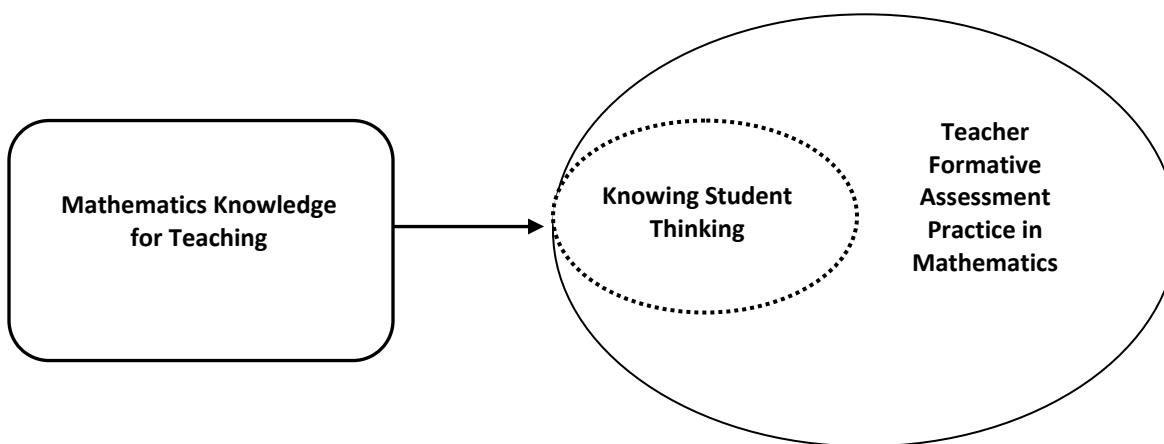 Mathematics Knowledge
for Teaching
Knowing Student
Thinking
Teacher
Formative
Assessment
Practice in
Mathematics